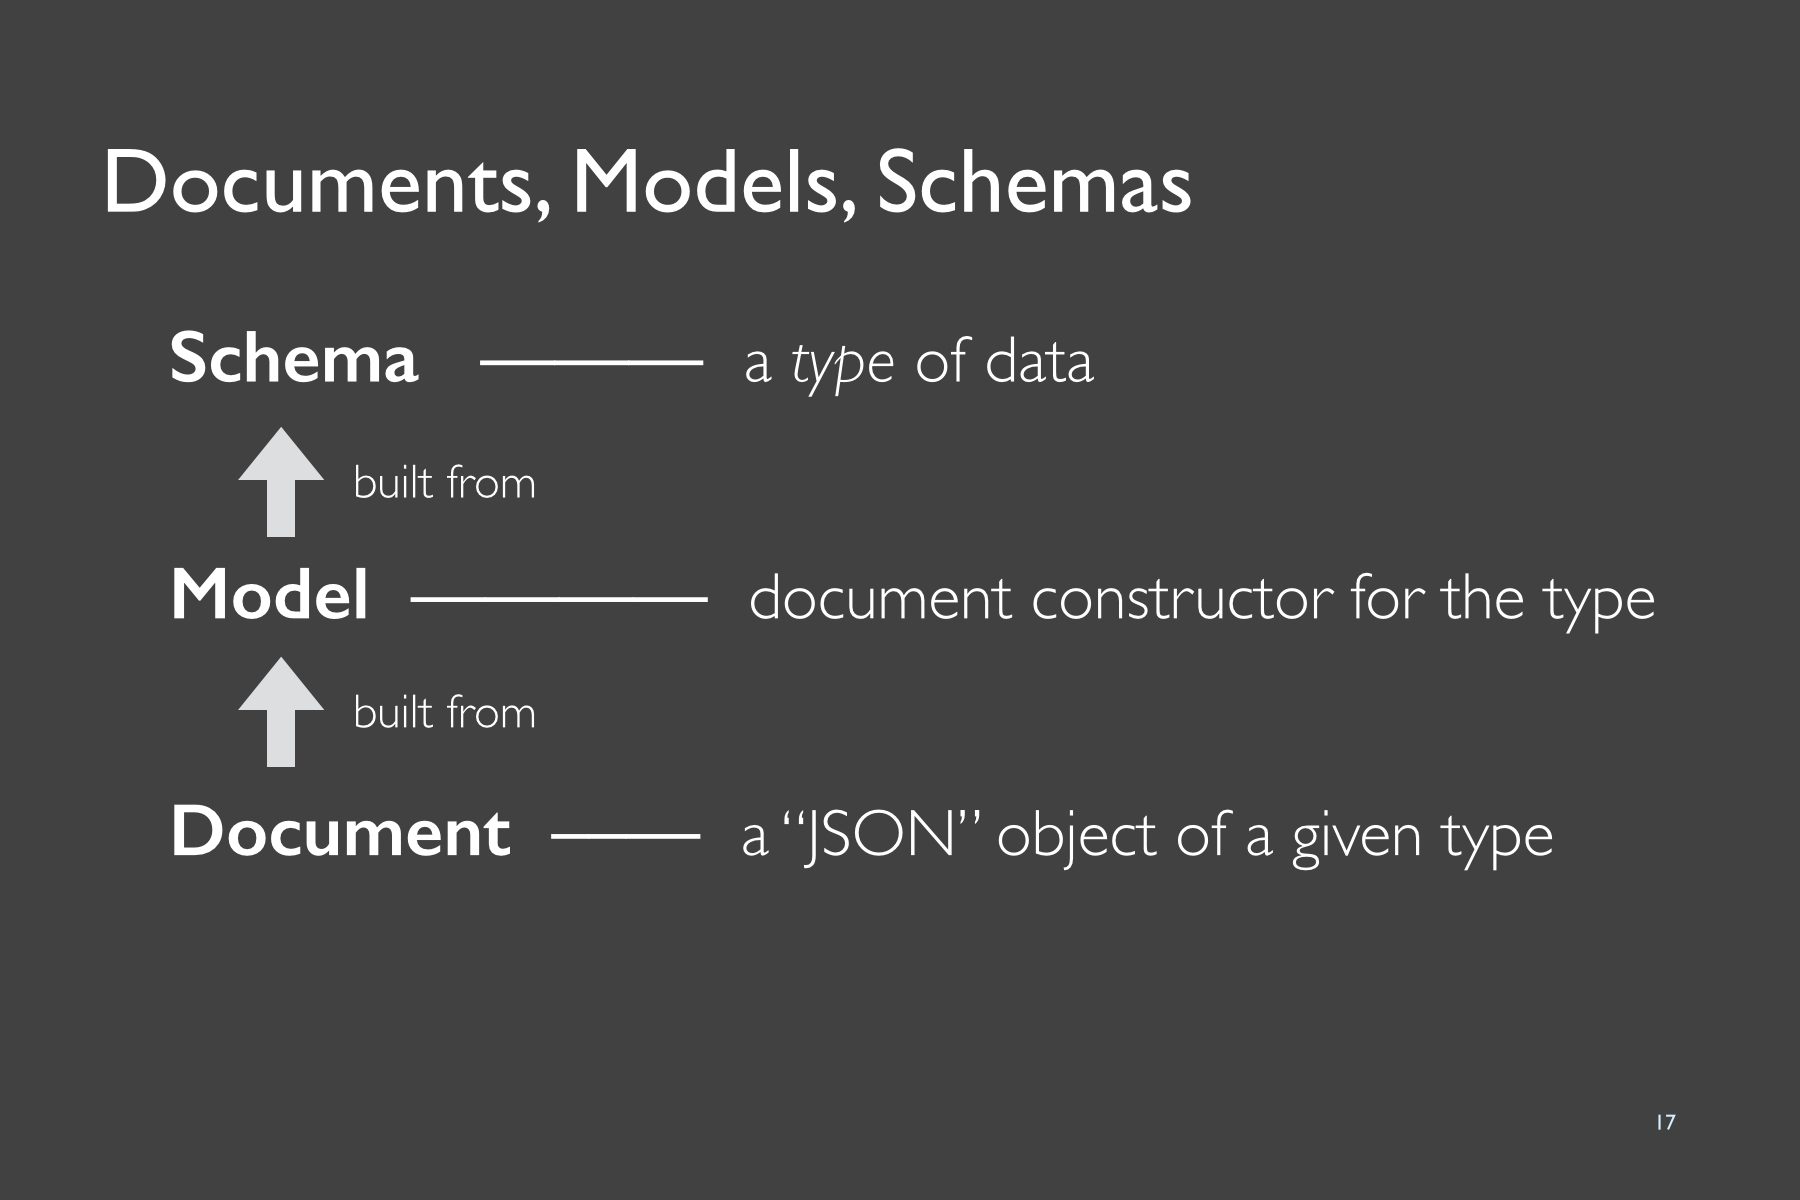 Documents, Models, Schemas
Schema a type of data
built from
Model document constructor for the type
built from
Document a “JSON” object of a given type
17